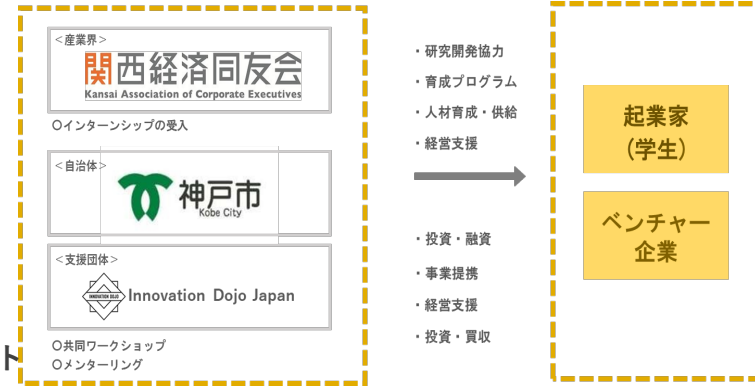 ＜産業界＞
関西経済同友会
Kansai Association of Corporate Executives
〇インターンシップの受入
＜自治体＞
神戸市
Kobe City
＜支援団体＞
INNOVATION DOJO
Innovation Dojo Japan
〇共同ワークショップ
〇メンターリング
ト
・研究開発協力
・育成プログラム
・人材育成・供給
・経営支援
・投資・融資
・事業提携
・経営支援
・投資・買収
起業家
（学生）
ベンチャー
企業